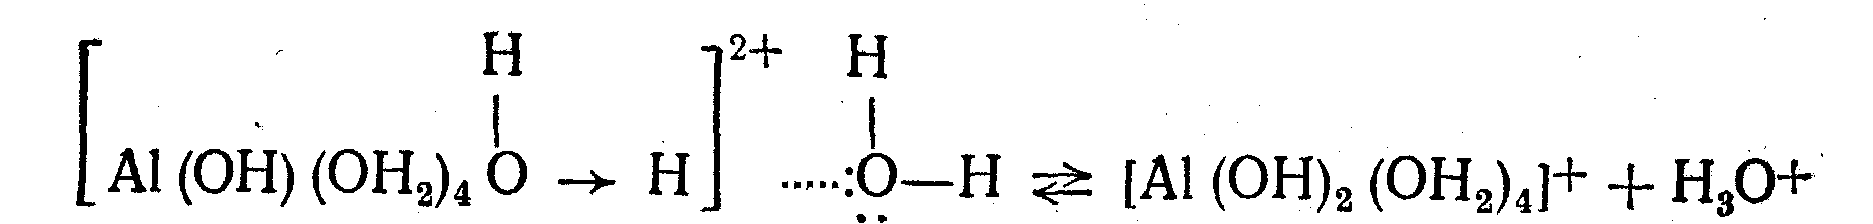 H H
[Al(OH)(OH₂)₄O → H]²⁺ ·····:O—H ⇌ [Al(OH)₂(OH₂)₄]⁺ + H₃O⁺